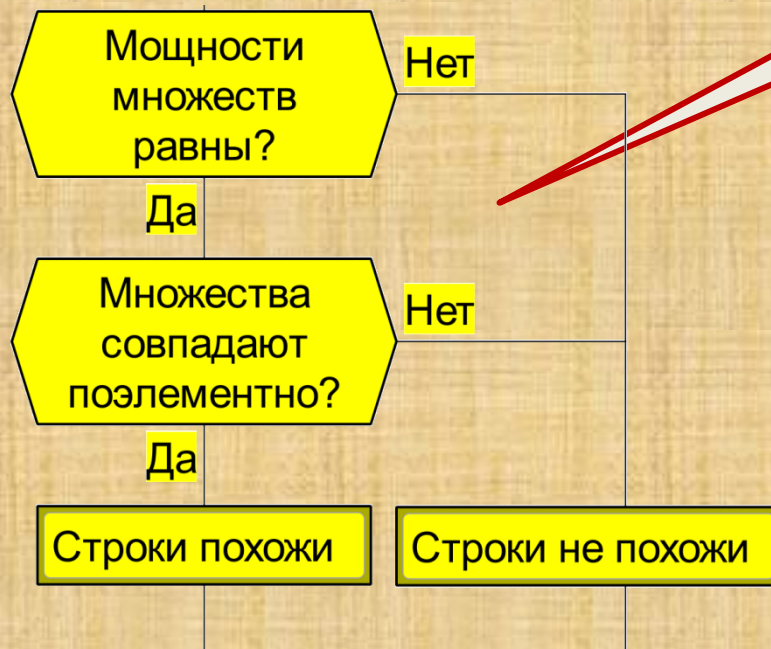 Мощности
множеств
равны?
Нет
Да
Множества
совпадают
поэлементно?
Нет
Да
Строки похожи
Строки не похожи